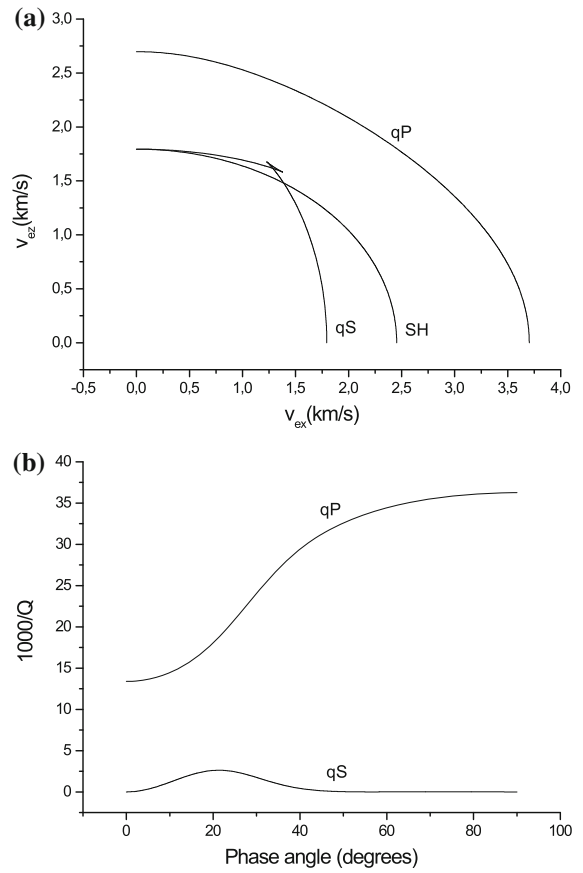 (a)
3,0
2,5
2,0
1,5
1,0
0,5
0,0
v_ez(km/s)
qP
qS
SH
-0,5 0,0 0,5 1,0 1,5 2,0 2,5 3,0 3,5 4,0
v_ex(km/s)
(b)
40
35
30
25
20
15
10
5
0
1000/Q
qP
qS
0 20 40 60 80 100
Phase angle (degrees)